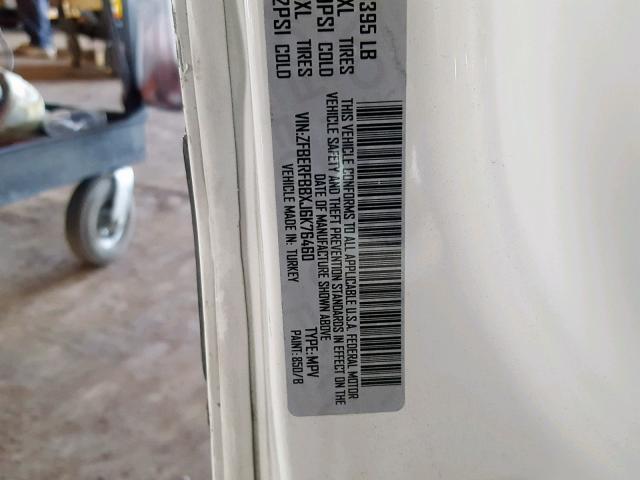 395 LB
XL TIRES
PSI COLD
XL TIRES
2PSI COLD
THIS VEHICLE CONFORMS TO ALL APPLICABLE U.S.A. FEDERAL MOTOR
VEHICLE SAFETY AND THEFT PREVENTION STANDARDS IN EFFECT ON THE
DATE OF MANUFACTURE SHOWN ABOVE
VIN:ZFBERFBBXJ6K76460 TYPE:MPV
VEHICLE MADE IN: TURKEY PAINT:850/B